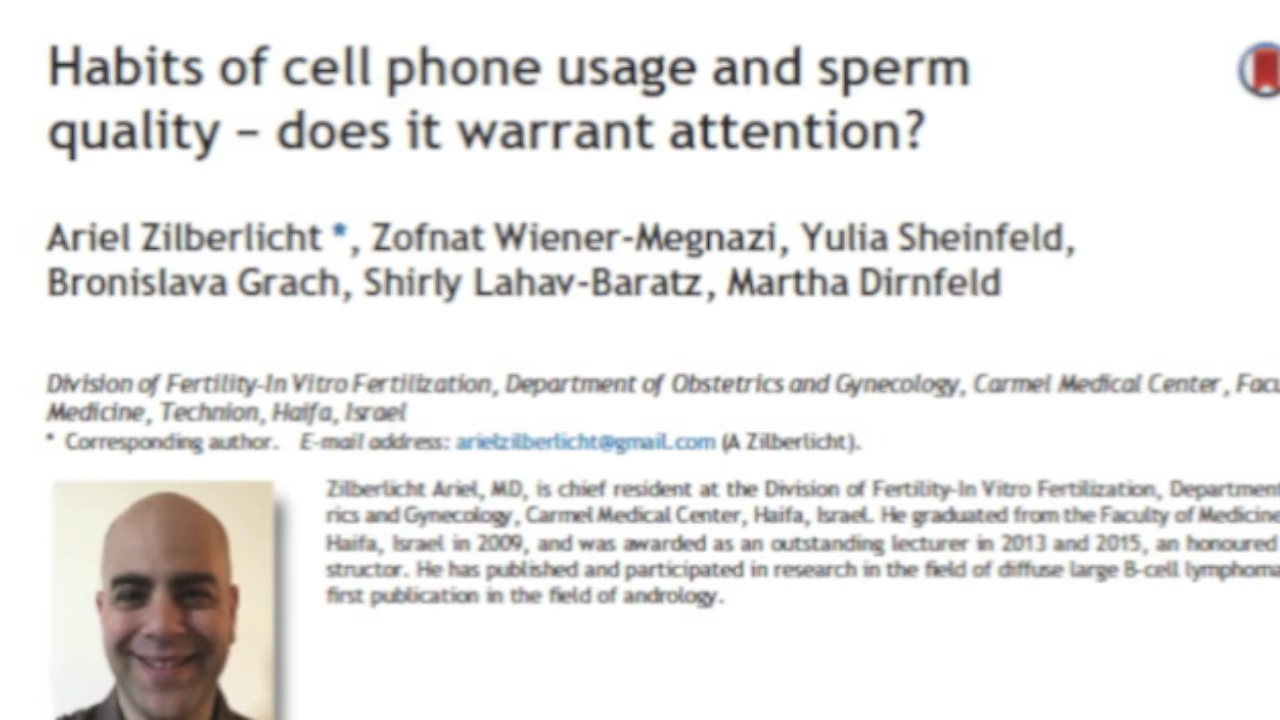 Habits of cell phone usage and sperm
quality – does it warrant attention?
Ariel Zilberlicht *, Zofnat Wiener-Megnazi, Yulia Sheinfeld,
Bronislava Grach, Shirly Lahav-Baratz, Martha Dirnfeld
Division of Fertility-In Vitro Fertilization, Department of Obstetrics and Gynecology, Carmel Medical Center, Facu
Medicine, Technion, Haifa, Israel
* Corresponding author. E-mail address: arielzilberlicht@gmail.com (A Zilberlicht).
Zilberlicht Ariel, MD, is chief resident at the Division of Fertility-In Vitro Fertilization, Department
rics and Gynecology, Carmel Medical Center, Haifa, Israel. He graduated from the Faculty of Medicine
Haifa, Israel in 2009, and was awarded as an outstanding lecturer in 2013 and 2015, an honoured
structor. He has published and participated in research in the field of diffuse large B-cell lymphoma
first publication in the field of andrology.